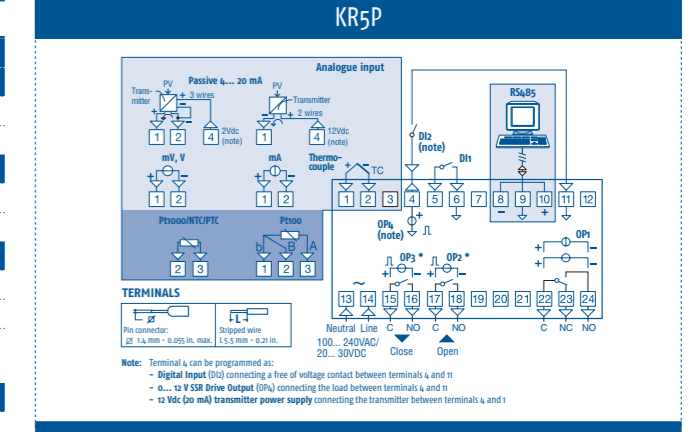 KR5P
Analogue input
Passive 4... 20 mA
Trans-
mitter
PV
3 wires
1 2 4
2Vdc
(note)
PV
Transmitter
2 wires
1 4
12Vdc
(note)
mV, V
1 2
mA
1 2
Thermo-
couple
TC
Pt1000/NTC/PTC
2 3
Pt100
b B A
1 2 3
DI2
(note)
DI1
RS485
1 2 3 4 5 6 7 8 9 10 11 12
OP4
(note)
OP3 *
OP2 *
OP1
13 14 15 16 17 18 19 20 21 22 23 24
Neutral Line
C NO C NO
C NC NO
100... 240VAC/
20... 30VDC
Close
Open
TERMINALS
Pin connector:
Ø 1.4 mm - 0.055 in. max.
L
Stripped wire
L 5.5 mm - 0.21 in.
Note: Terminal 4 can be programmed as:
- Digital Input (DI2) connecting a free of voltage contact between terminals 4 and 11
- 0... 12 V SSR Drive Output (OP4) connecting the load between terminals 4 and 11
- 12 Vdc (20 mA) transmitter power supply connecting the transmitter between terminals 4 and 1